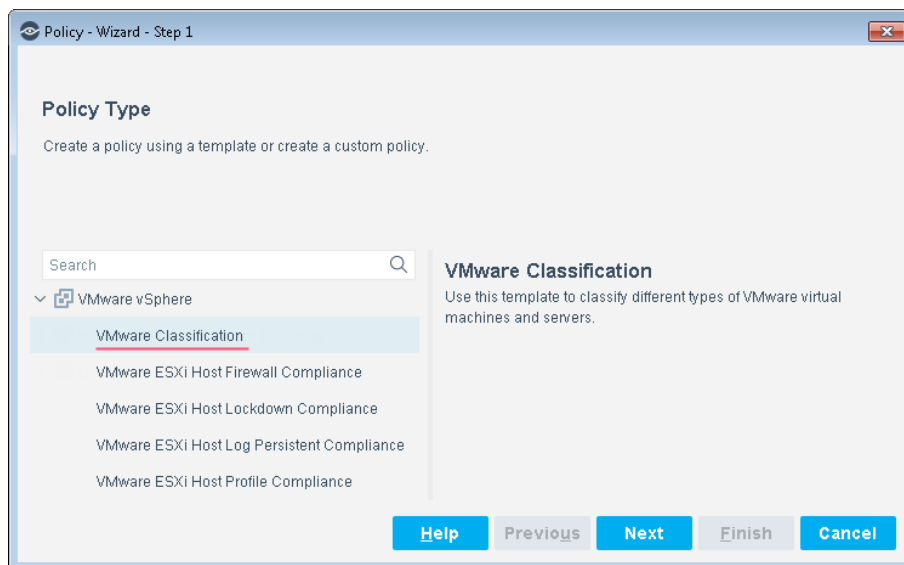 Policy - Wizard - Step 1
Policy Type
Create a policy using a template or create a custom policy.
Search
VMware vSphere
VMware Classification
VMware ESXi Host Firewall Compliance
VMware ESXi Host Lockdown Compliance
VMware ESXi Host Log Persistent Compliance
VMware ESXi Host Profile Compliance
VMware Classification
Use this template to classify different types of VMware virtual
machines and servers.
Help Previous Next Finish Cancel